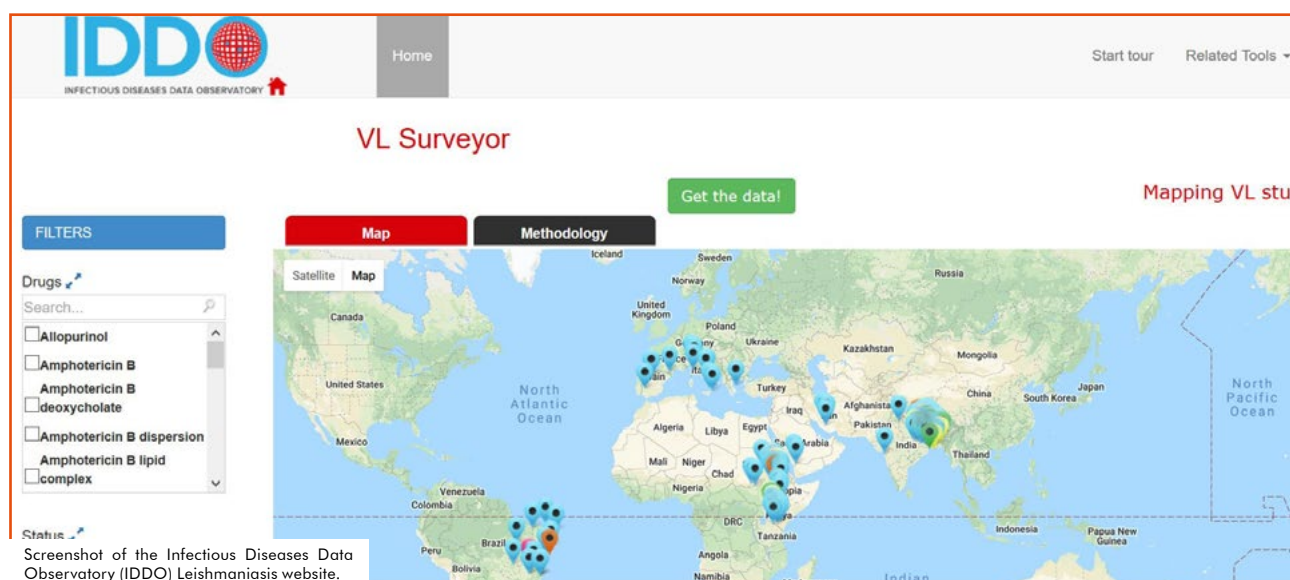 IDDO
INFECTIOUS DISEASES DATA OBSERVATORY
Home
Start tour
Related Tools
VL Surveyor
Get the data!
Mapping VL stu
FILTERS
Map
Methodology
Drugs
Search...
Allopurinol
Amphotericin B
Amphotericin B
deoxycholate
Amphotericin B dispersion
Amphotericin B lipid
complex
Status
Satellite
Map
Iceland
Sweden
Norway
Russia
Canada
United
Kingdom
Poland
Ukraine
Kazakhstan
Mongolia
United States
North
Atlantic
Ocean
Turkey
China
Japan
South Korea
North
Pacific
Ocean
Iraq
Afghanista
Pakistan
Algeria
Libya
Egypt
Arabia
India
Thailand
Mexico
Mali
Niger
Chad
Nigeria
opia
Venezuela
Colombia
DRC
Tanzania
Indonesia
Papua New
Guinea
Peru
Brazil
Bolivia
Angola
Namibia
Indian
Screenshot of the Infectious Diseases Data
Observatory (IDDO) Leishmaniasis website.